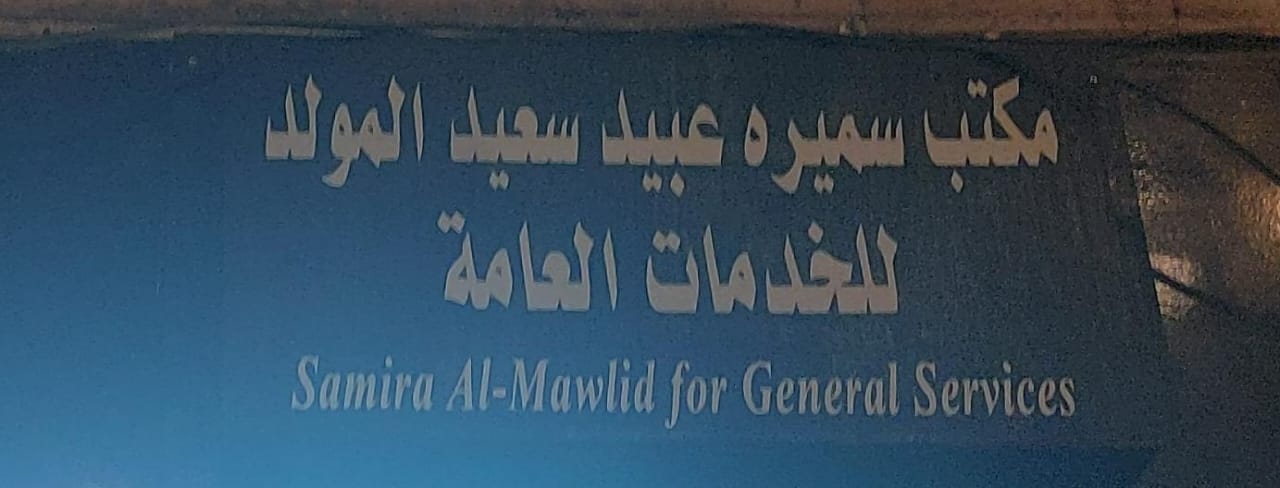 مكتب سميره عبيد سعيد المولد
للخدمات العامة
Samira Al-Mawlid for General Services